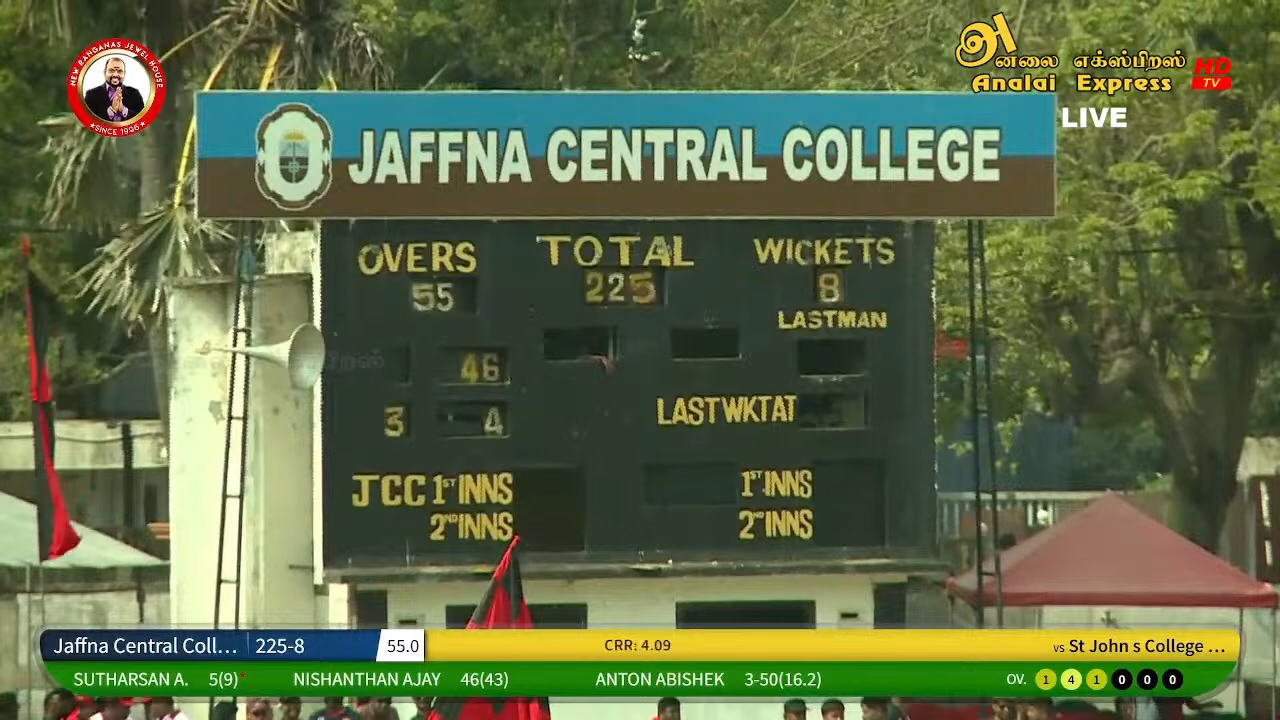 NEW RANGANAS JEWEL HOUSE
SINCE 1996
அனலை எக்ஸ்பிறஸ்
Analai Express
HD
TV
LIVE
JAFFNA CENTRAL COLLEGE
OVERS TOTAL WICKETS
55 225 8
LASTMAN
46
3 4 LASTWKTAT
JCC 1ST INNS 1ST INNS
2ND INNS 2ND INNS
Jaffna Central Coll... 225-8 55.0 CRR: 4.09 vs St John s College ...
SUTHARSAN A. 5(9)* NISHANTHAN AJAY 46(43) ANTON ABISHEK 3-50(16.2) OV. 1 4 1 0 0 0